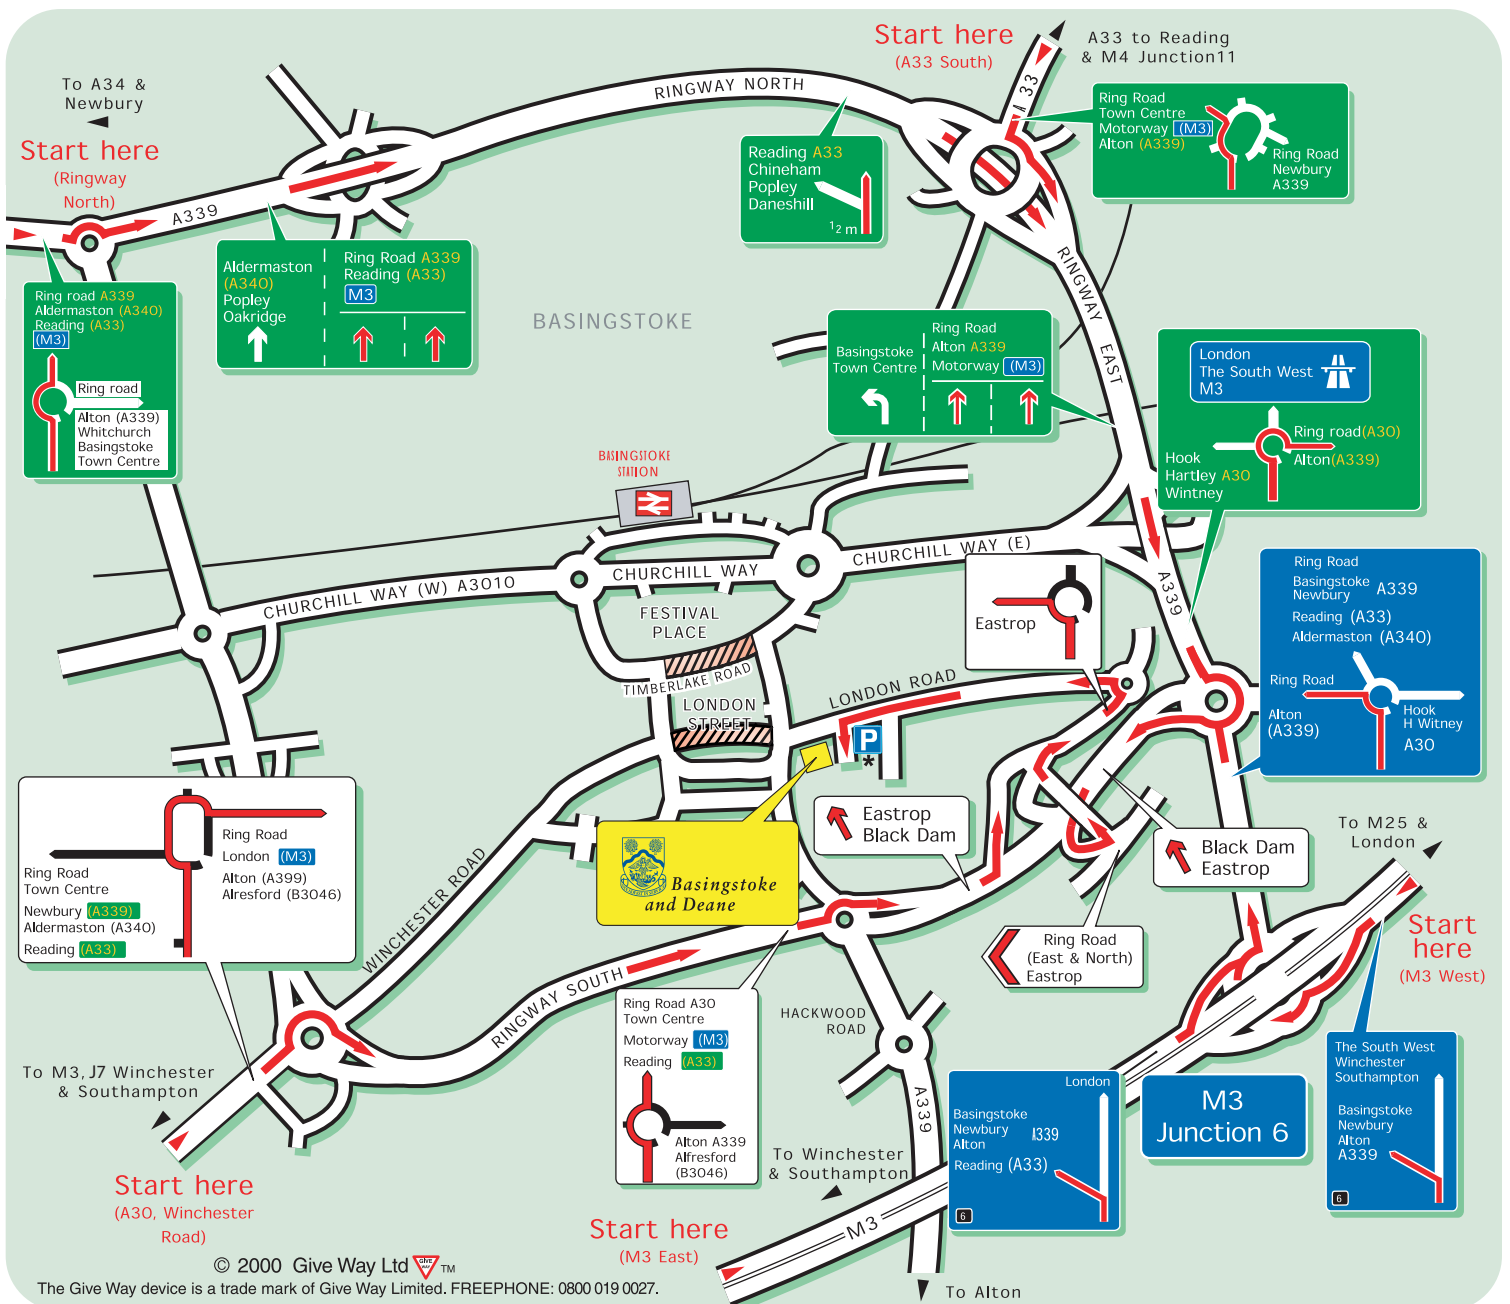 To A34 &
Newbury
Start here
(Ringway
North)
A339
Start here
(A33 South)
A33 to Reading
& M4 Junction11
A 33
RINGWAY NORTH
Reading A33
Chineham
Popley
Daneshill
12 m
Ring Road
Town Centre
Motorway (M3)
Alton (A339)
Ring Road
Newbury
A339
Ring road A339
Aldermaston (A340)
Reading (A33)
(M3)
Ring road
Alton (A339)
Whitchurch
Basingstoke
Town Centre
Aldermaston
(A340)
Popley
Oakridge
Ring Road A339
Reading (A33)
M3
BASINGSTOKE
RINGWAY EAST
Basingstoke
Town Centre
Ring Road
Alton A339
Motorway (M3)
London
The South West
M3
Ring road(A30)
Alton(A339)
Hook
Hartley A30
Wintney
BASINGSTOKE
STATION
CHURCHILL WAY (W) A3010
CHURCHILL WAY
CHURCHILL WAY (E)
A339
FESTIVAL
PLACE
TIMBERLAKE ROAD
LONDON
STREET
LONDON ROAD
P
*
Eastrop
Ring Road
Basingstoke
Newbury A339
Reading (A33)
Aldermaston (A340)
Ring Road
Alton
(A339)
Hook
H Witney
A30
Ring Road
London (M3)
Alton (A399)
Alresford (B3046)
Ring Road
Town Centre
Newbury (A339)
Aldermaston (A340)
Reading (A33)
WINCHESTER ROAD
Basingstoke
and Deane
Eastrop
Black Dam
Black Dam
Eastrop
Ring Road
(East & North)
Eastrop
To M25 &
London
Start
here
(M3 West)
RINGWAY SOUTH
Ring Road A30
Town Centre
Motorway (M3)
Reading (A33)
Alton A339
Alfresford
(B3046)
HACKWOOD
ROAD
A339
To M3, J7 Winchester
& Southampton
Start here
(A30, Winchester
Road)
To Winchester
& Southampton
Start here
(M3 East)
M3
London
Basingstoke
Newbury
Alton A339
Reading (A33)
6
M3
Junction 6
The South West
Winchester
Southampton
Basingstoke
Newbury
Alton
A339
6
To Alton
© 2000 Give Way Ltd GIVE WAY TM
The Give Way device is a trade mark of Give Way Limited. FREEPHONE: 0800 019 0027.